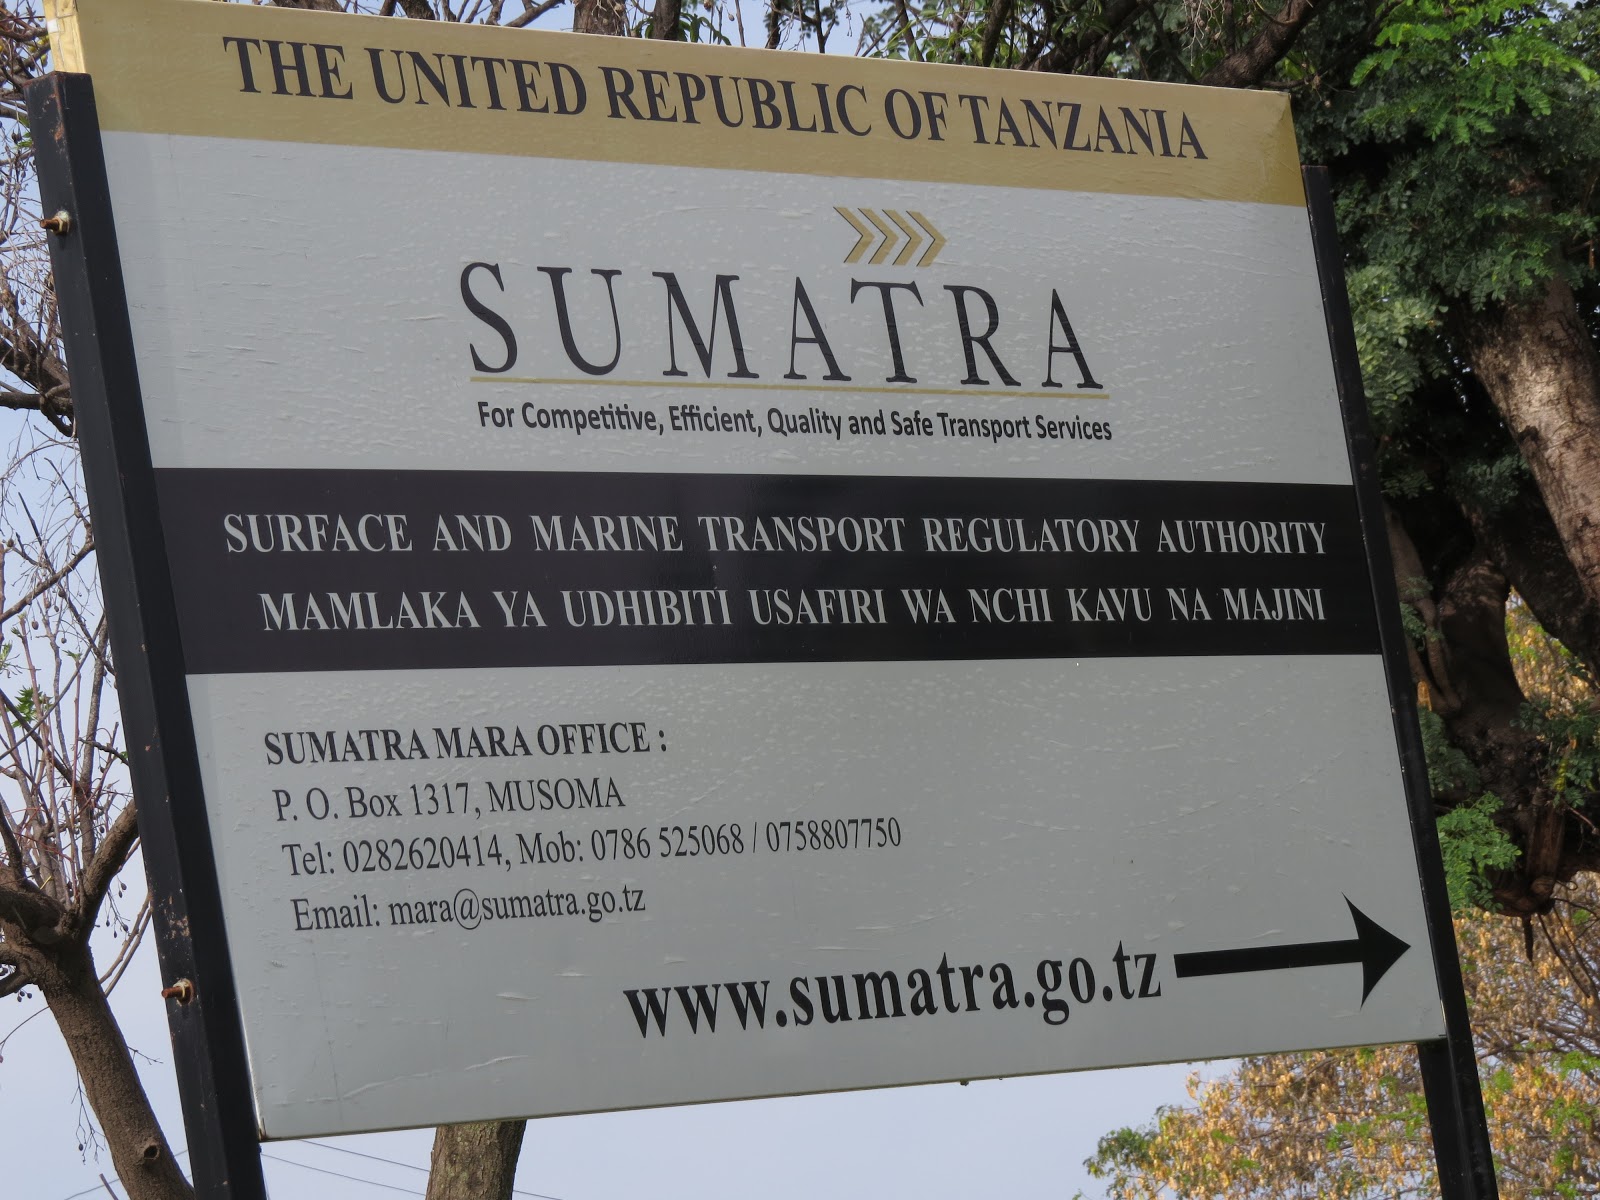 THE UNITED REPUBLIC OF TANZANIA
SUMATRA
For Competitive, Efficient, Quality and Safe Transport Services
SURFACE AND MARINE TRANSPORT REGULATORY AUTHORITY
MAMLAKA YA UDHIBITI USAFIRI WA NCHI KAVU NA MAJINI
SUMATRA MARA OFFICE :
P. O. Box 1317, MUSOMA
Tel: 0282620414, Mob: 0786 525068 / 0758807750
Email: mara@sumatra.go.tz
www.sumatra.go.tz